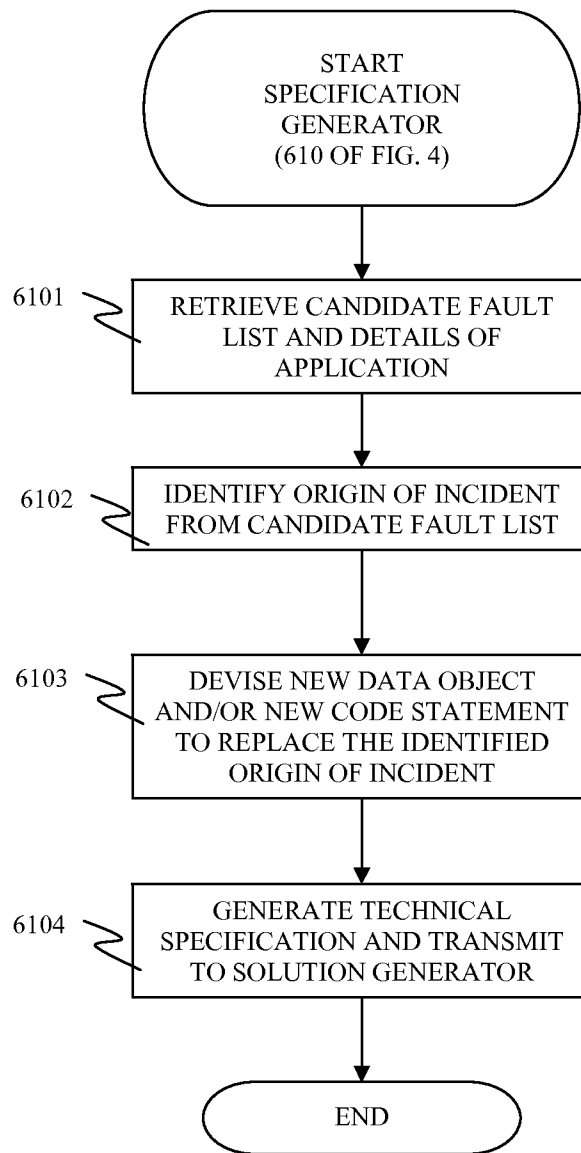 START
SPECIFICATION
GENERATOR
(610 OF FIG. 4)
6101
RETRIEVE CANDIDATE FAULT
LIST AND DETAILS OF
APPLICATION
6102
IDENTIFY ORIGIN OF INCIDENT
FROM CANDIDATE FAULT LIST
6103
DEVISE NEW DATA OBJECT
AND/OR NEW CODE STATEMENT
TO REPLACE THE IDENTIFIED
ORIGIN OF INCIDENT
6104
GENERATE TECHNICAL
SPECIFICATION AND TRANSMIT
TO SOLUTION GENERATOR
END